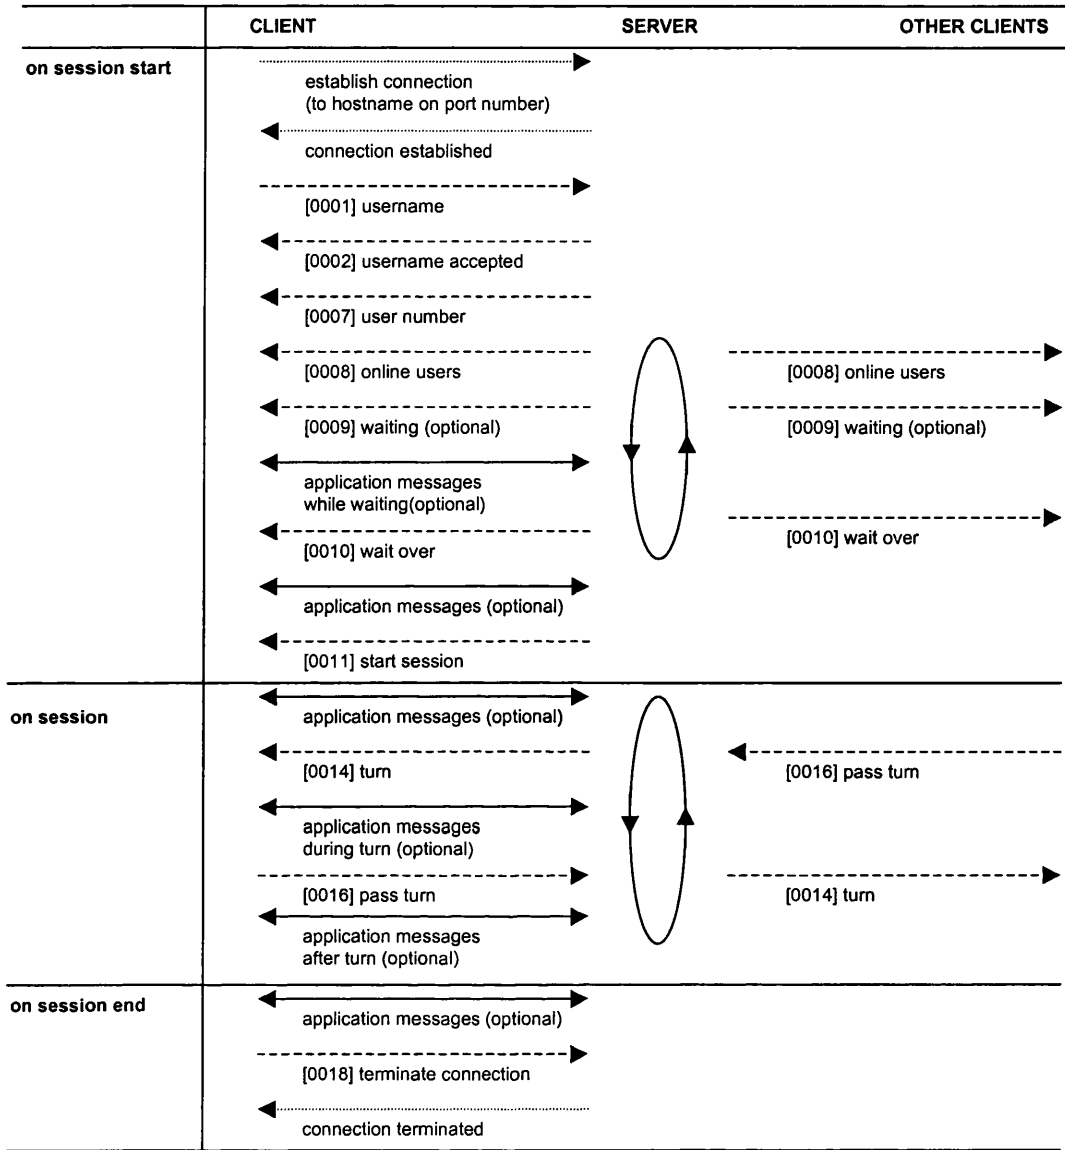 CLIENT SERVER OTHER CLIENTS
on session start
establish connection
(to hostname on port number)
connection established
[0001] username
[0002] username accepted
[0007] user number
[0008] online users [0008] online users
[0009] waiting (optional) [0009] waiting (optional)
application messages
while waiting(optional)
[0010] wait over [0010] wait over
application messages (optional)
[0011] start session
on session application messages (optional)
[0014] turn [0016] pass turn
application messages
during turn (optional)
[0016] pass turn [0014] turn
application messages
after turn (optional)
on session end
application messages (optional)
[0018] terminate connection
connection terminated